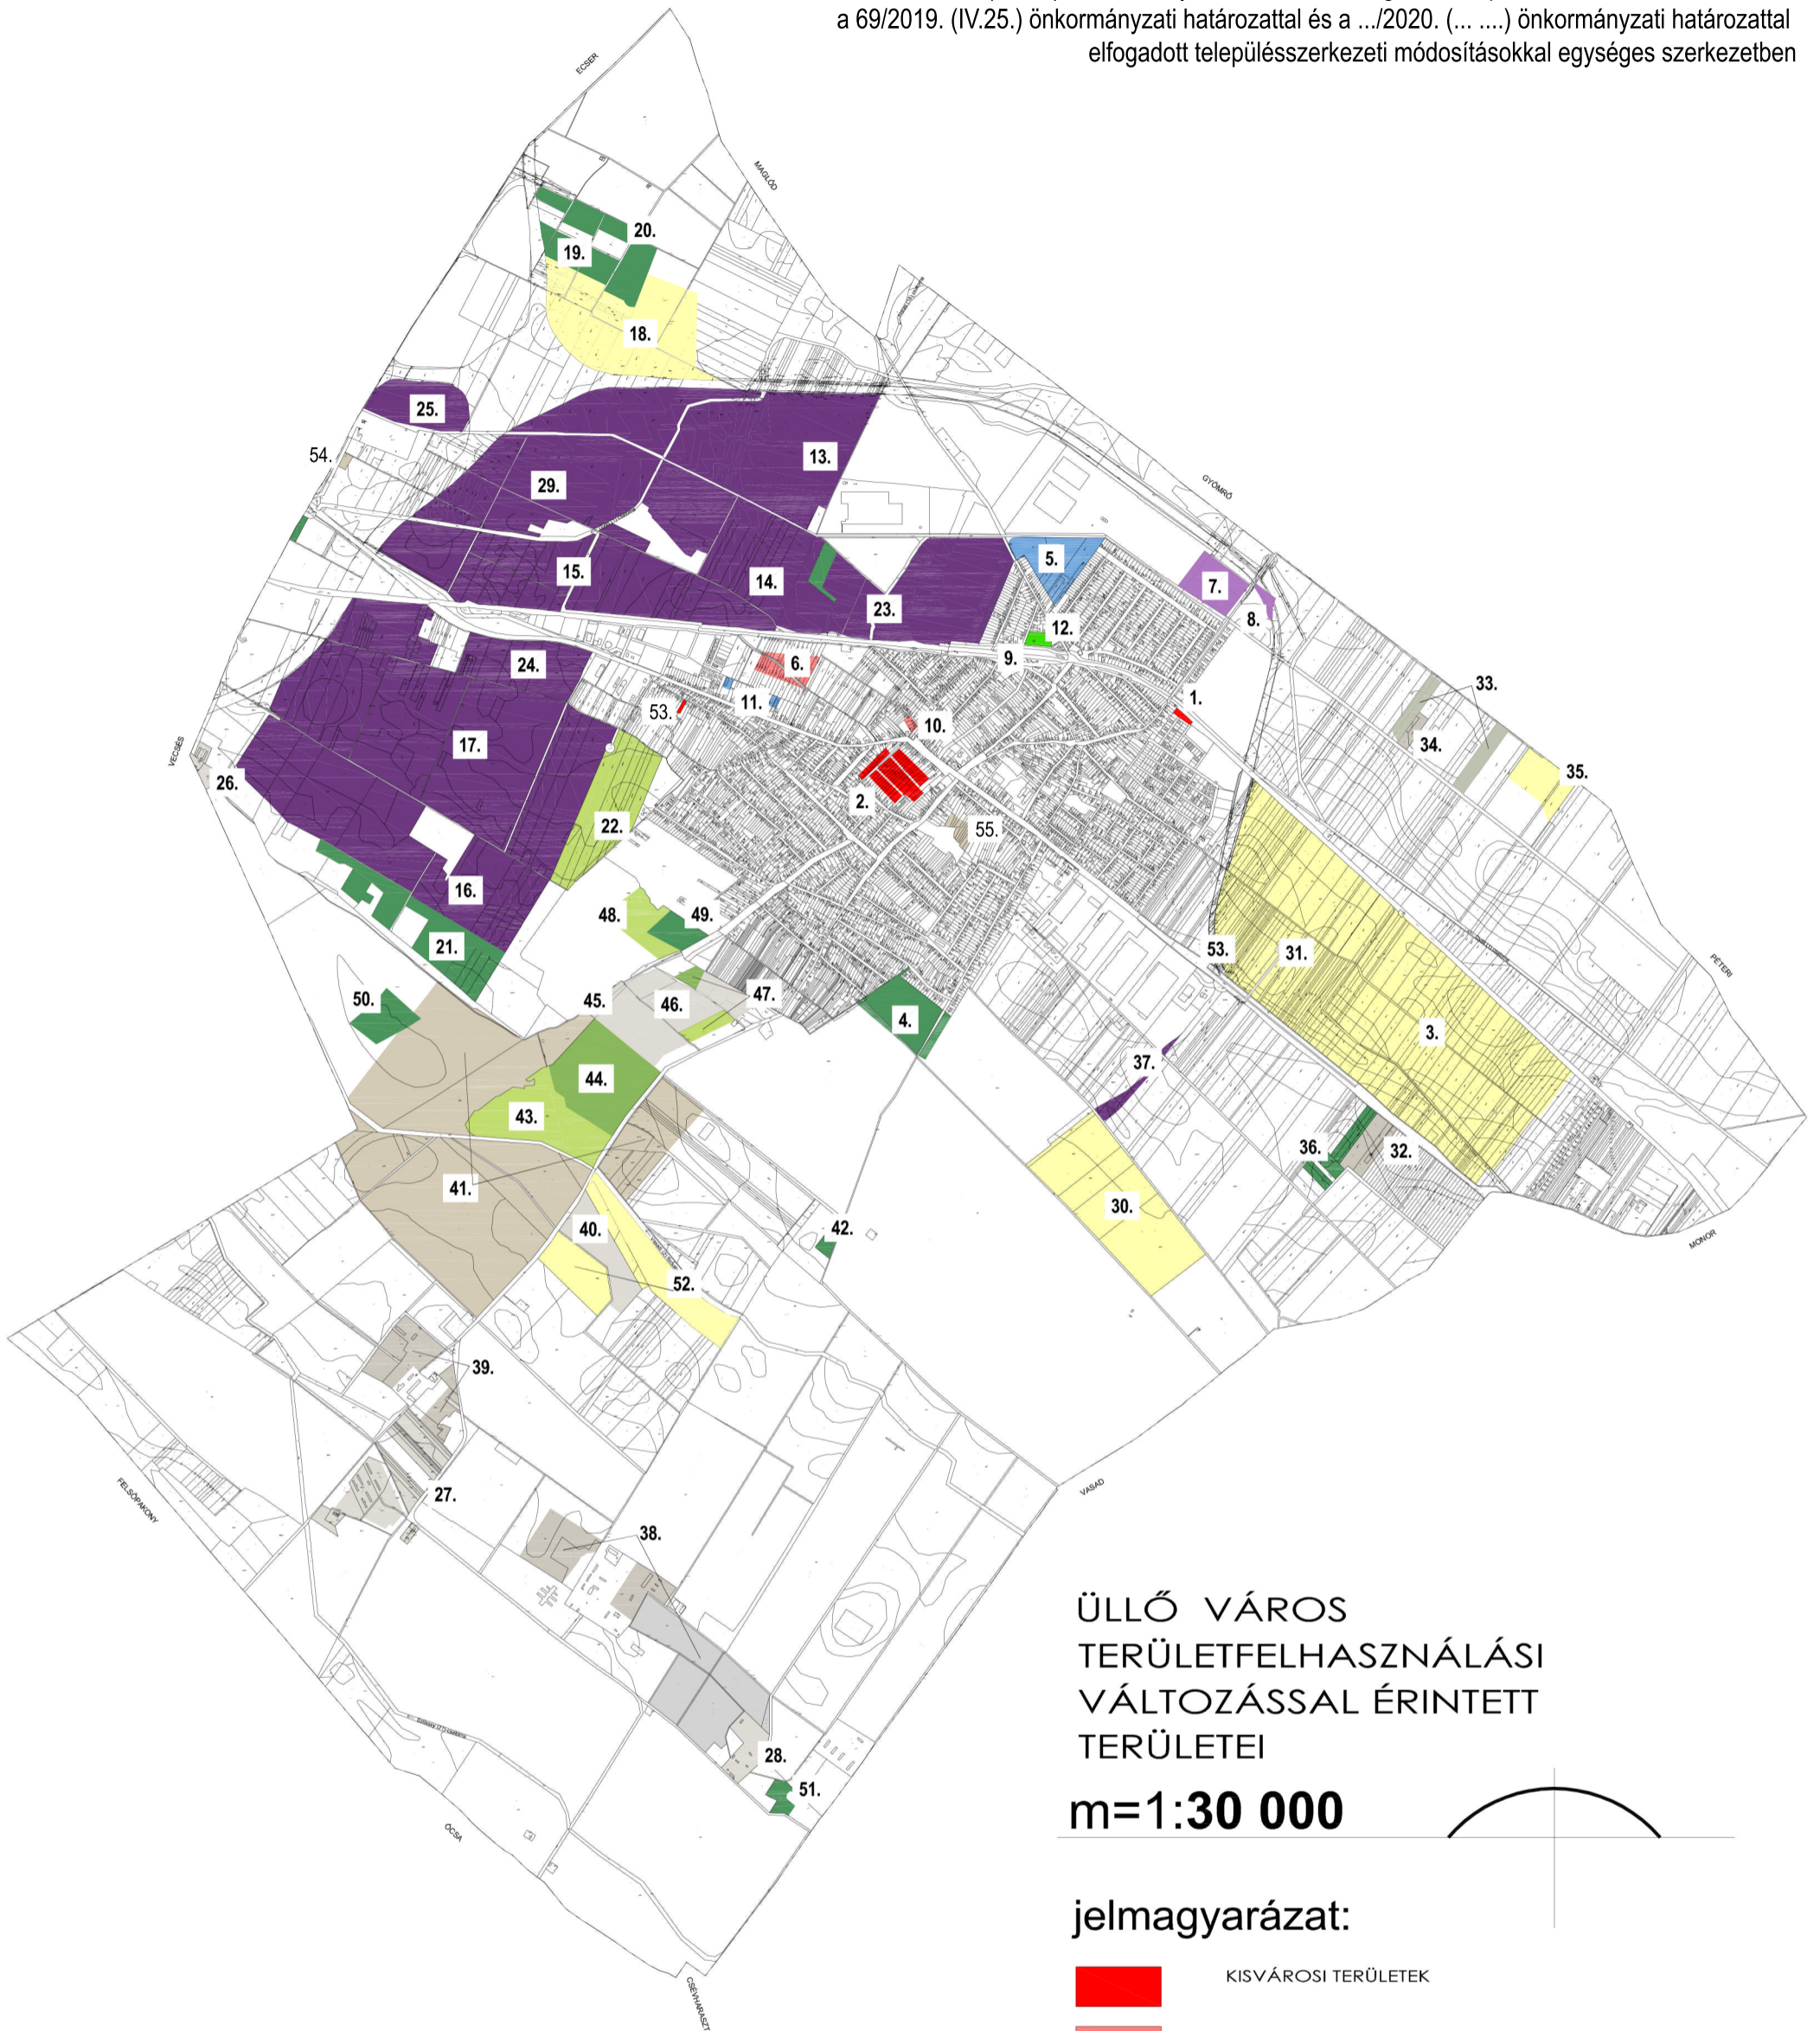 a 69/2019. (IV.25.) önkormányzati határozattal és a .../2020. (... ....) önkormányzati határozattal
elfogadott településszerkezeti módosításokkal egységes szerkezetben
ECSER
MAGLÓD
20.
19.
18.
25.
13.
54.
29.
GYÖMRŐ
5.
15.
14.
7.
23.
8.
12.
9.
24.
6.
33.
1.
11.
53.
10.
34.
17.
VECSÉS
35.
26.
2.
22.
55.
16.
48.
49.
21.
53.
31.
PÉTERI
50.
45.
46.
47.
4.
3.
37.
44.
43.
36.
32.
41.
30.
40.
42.
MONOR
52.
39.
27.
VASAD
FELSŐPAKONY
38.
28.
51.
ÓCSA
CSÉVHARASZT
ÜLLŐ VÁROS
TERÜLETFELHASZNÁLÁSI
VÁLTOZÁSSAL ÉRINTETT
TERÜLETEI
m=1:30 000
jelmagyarázat:
KISVÁROSI TERÜLETEK